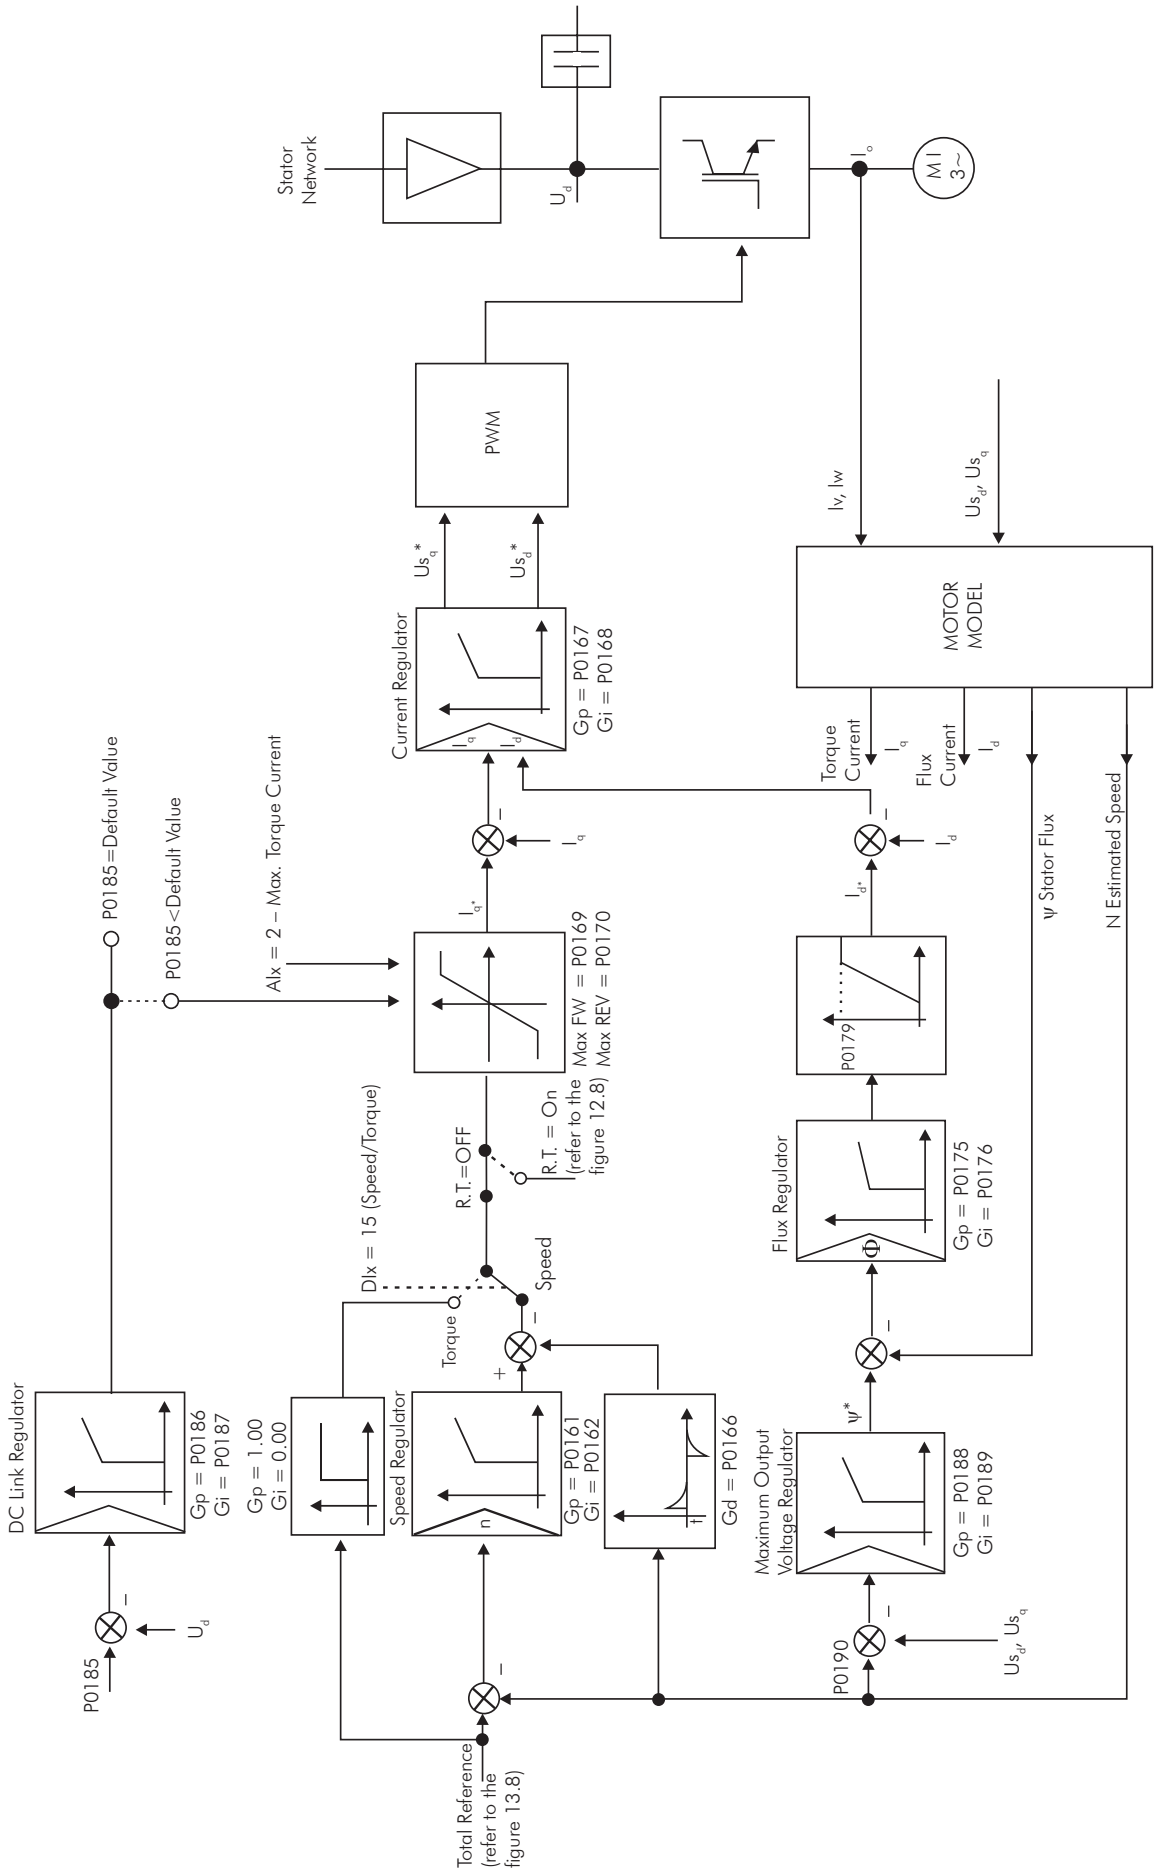 DC Link Regulator
P0185
U_d
–
Gp = P0186
Gi = P0187
P0185=Default Value
P0185<Default Value
AIx = 2 – Max. Torque Current
Gp = 1.00
Gi = 0.00
Total Reference
(refer to the
figure 13.8)
–
Speed Regulator
n
Gp = P0161
Gi = P0162
t
Gd = P0166
+
–
Torque
Speed
DIx = 15 (Speed/Torque)
R.T.=OFF
R.T. = On
(refer to the
figure 12.8)
Max FW = P0169
Max REV = P0170
I_q*
–
I_q
Current Regulator
I_q
I_d
Gp = P0167
Gi = P0168
Us_q*
Us_d*
PWM
Stator
Network
U_d
I_o
M I
3~
Iv, Iw
Us_d, Us_q
MOTOR
MODEL
Torque
Current
I_q
Flux
Current
I_d
ψ Stator Flux
N Estimated Speed
P0190
–
Us_d, Us_q
Maximum Output
Voltage Regulator
Gp = P0188
Gi = P0189
ψ*
–
Flux Regulator
Φ
Gp = P0175
Gi = P0176
P0179
I_d*
–
I_d